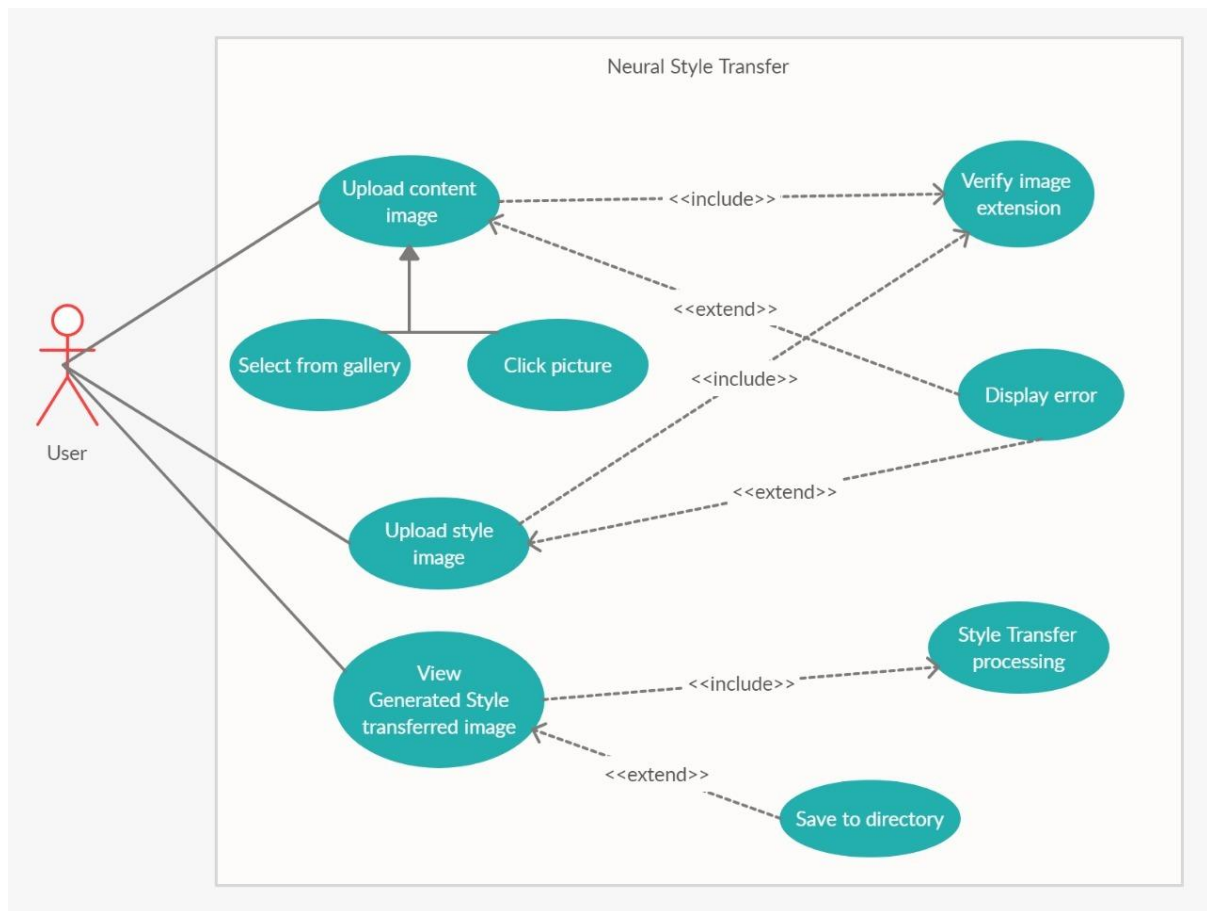 Neural Style Transfer
Upload content
image
<<include>>
Verify image
extension
<<extend>>
Select from gallery
Click picture
<<include>>
Display error
User
<<extend>>
Upload style
image
Style Transfer
processing
View
Generated Style
transferred image
<<include>>
<<extend>>
Save to directory